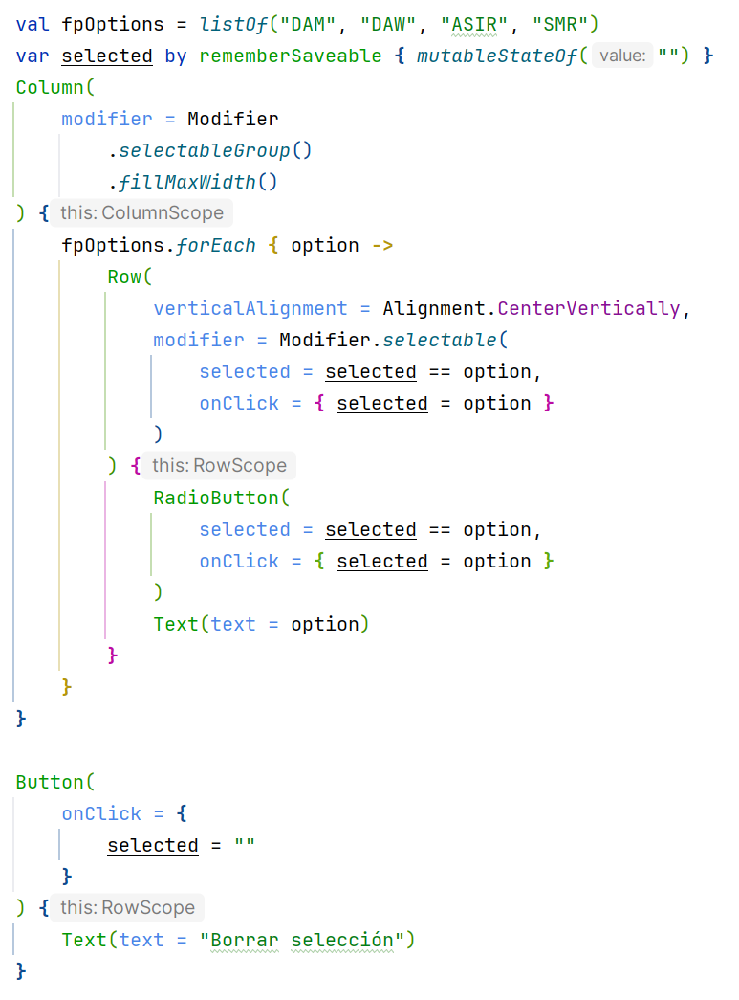 val fpOptions = listOf("DAM", "DAW", "ASIR", "SMR")
var selected by rememberSaveable { mutableStateOf( value: "") }
Column(
    modifier = Modifier
        .selectableGroup()
        .fillMaxWidth()
) { this: ColumnScope
    fpOptions.forEach { option ->
        Row(
            verticalAlignment = Alignment.CenterVertically,
            modifier = Modifier.selectable(
                selected = selected == option,
                onClick = { selected = option }
            )
        ) { this: RowScope
            RadioButton(
                selected = selected == option,
                onClick = { selected = option }
            )
            Text(text = option)
        }
    }
}

Button(
    onClick = {
        selected = ""
    }
) { this: RowScope
    Text(text = "Borrar selección")
}